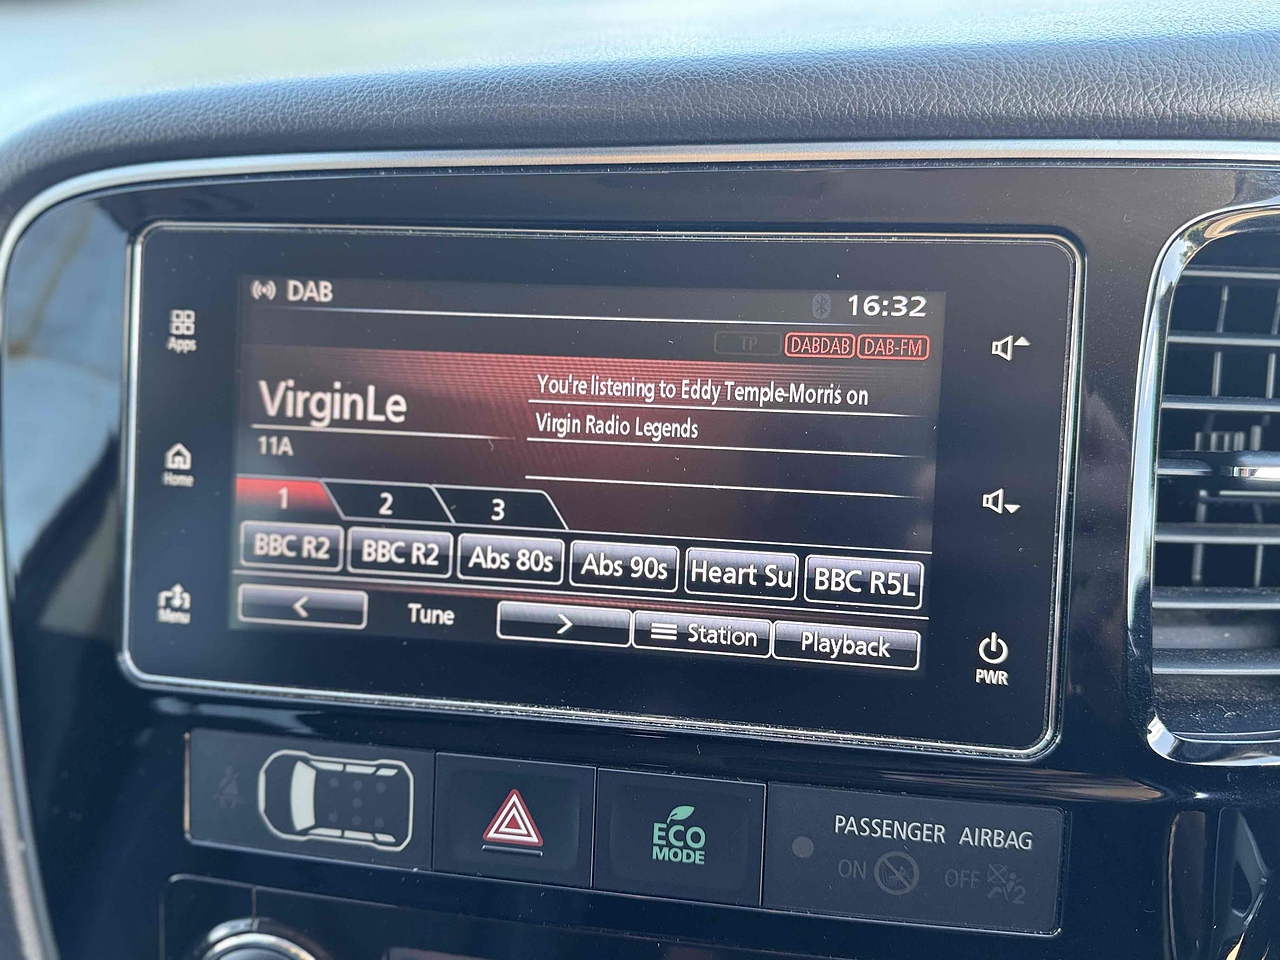 DAB
16:32
TP
DABDAB
DAB-FM
VirginLe
You're listening to Eddy Temple-Morris on
Virgin Radio Legends
11A
1
2
3
BBC R2
BBC R2
Abs 80s
Abs 90s
Heart Su
BBC R5L
<
Tune
>
Station
Playback
Apps
Home
Menu
PWR
ECO
MODE
PASSENGER AIRBAG
ON
OFF
2